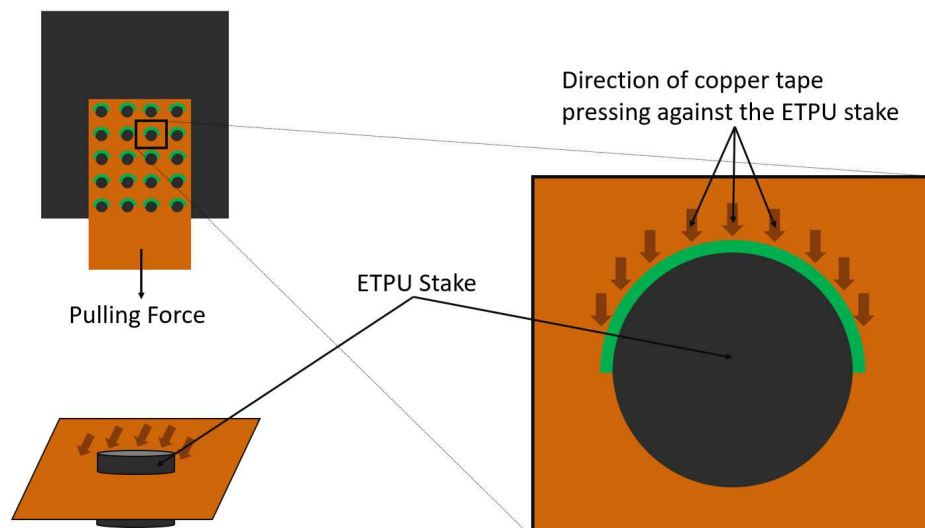 Direction of copper tape
pressing against the ETPU stake
ETPU Stake
Pulling Force